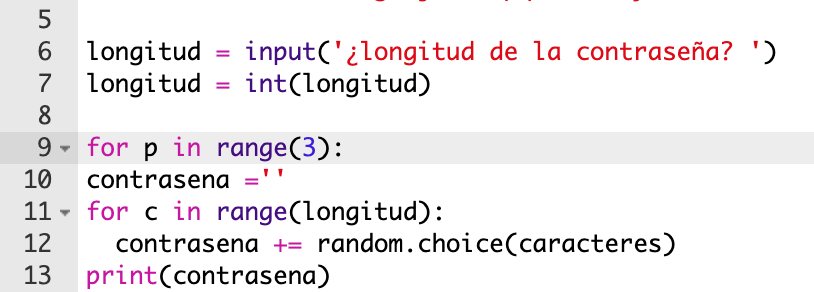 5
6 longitud = input('¿longitud de la contraseña? ')
7 longitud = int(longitud)
8
9 for p in range(3):
10 contrasena =''
11 for c in range(longitud):
12   contrasena += random.choice(caracteres)
13 print(contrasena)